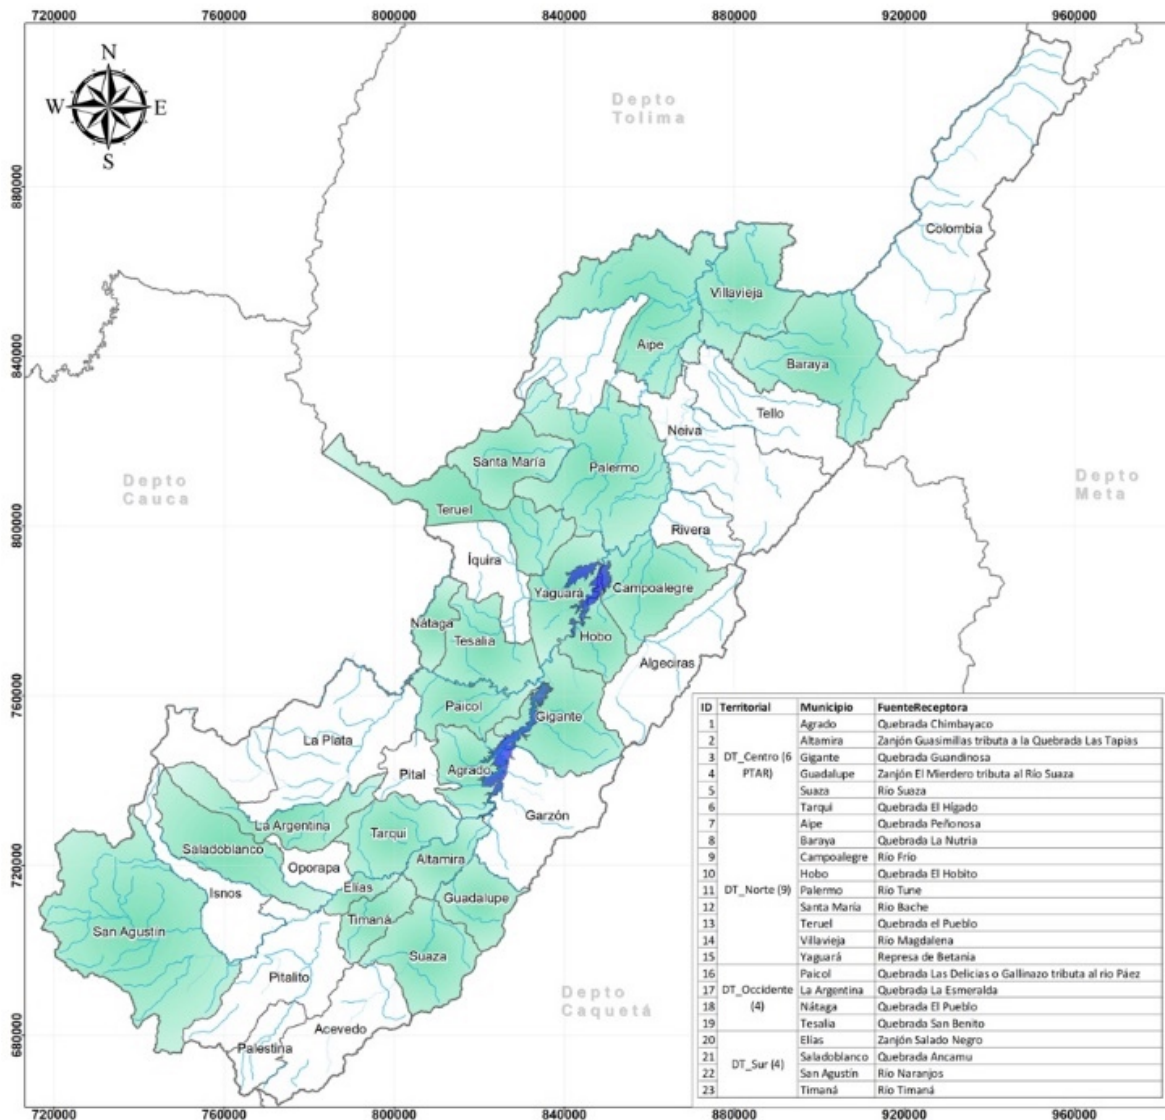 720000 760000 800000 840000 880000 920000 960000
N
W E
S
Depto
Tolima
880000
880000
Colombia
Villavieja
Aipe
840000
840000
Baraya
Tello
Neiva
Santa María
Palermo
Depto
Cauca
Depto
Meta
Teruel
800000
800000
Rivera
Íquira
Yaguará
Campoalegre
Nátaga
Tesalia
Hobo
Algeciras
760000
760000
Paicol
Gigante
La Plata
Pital
Agrado
Garzón
La Argentina
Tarqui
Saladoblanco
Altamira
Oporapa
720000
720000
Isnos
Elías
Guadalupe
Timaná
San Agustín
Suaza
Pitalito
Depto
Caquetá
Acevedo
680000
680000
Palestina
ID Territorial Municipio FuenteReceptora
1 Agrado Quebrada Chimbayaco
2 Altamira Zanjón Guasimillas tributa a la Quebrada Las Tapias
DT_Centro (6 PTAR)
3 Gigante Quebrada Guandinosa
4 Guadalupe Zanjón El Mierdero tributa al Río Suaza
5 Suaza Río Suaza
6 Tarqui Quebrada El Hígado
7 Aipe Quebrada Peñonosa
8 Baraya Quebrada La Nutria
9 Campoalegre Río Frío
10 Hobo Quebrada El Hobito
11 DT_Norte (9) Palermo Río Tune
12 Santa María Río Bache
13 Teruel Quebrada el Pueblo
14 Villavieja Río Magdalena
15 Yaguará Represa de Betania
16 Paicol Quebrada Las Delicias o Gallinazo tributa al río Páez
17 DT_Occidente La Argentina Quebrada La Esmeralda
18 (4) Nátaga Quebrada El Pueblo
19 Tesalia Quebrada San Benito
20 Elías Zanjón Salado Negro
21 Saladoblanco Quebrada Ancamu
DT_Sur (4)
22 San Agustín Río Naranjos
23 Timaná Río Timaná
720000 760000 800000 840000 880000 920000 960000